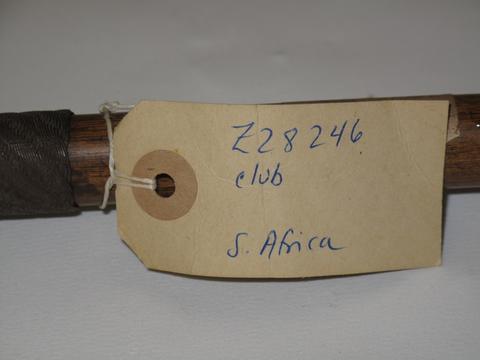 Z28246
club
S. Africa